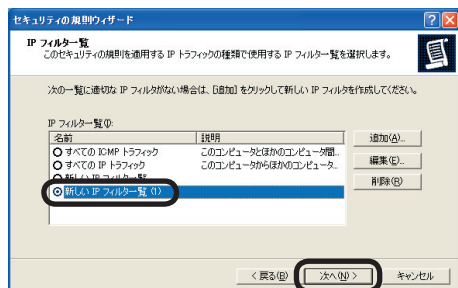 セキュリティの規則ウィザード
IP フィルタ一覧
このセキュリティの規則を適用する IP トラフィックの種類で使用する IP フィルタ一覧を選択します。
次の一覧に適切な IP フィルタがない場合は、[追加] をクリックして新しい IP フィルタを作成してください。
IP フィルタ一覧(I):
名前 説明
すべての ICMP トラフィック このコンピュータとほかのコンピュータ間...
すべての IP トラフィック このコンピュータからほかのコンピュータ...
新しい IP フィルタ一覧
新しい IP フィルタ一覧 (1)
追加(A)...
編集(E)...
削除(R)
< 戻る(B) 次へ(N) > キャンセル